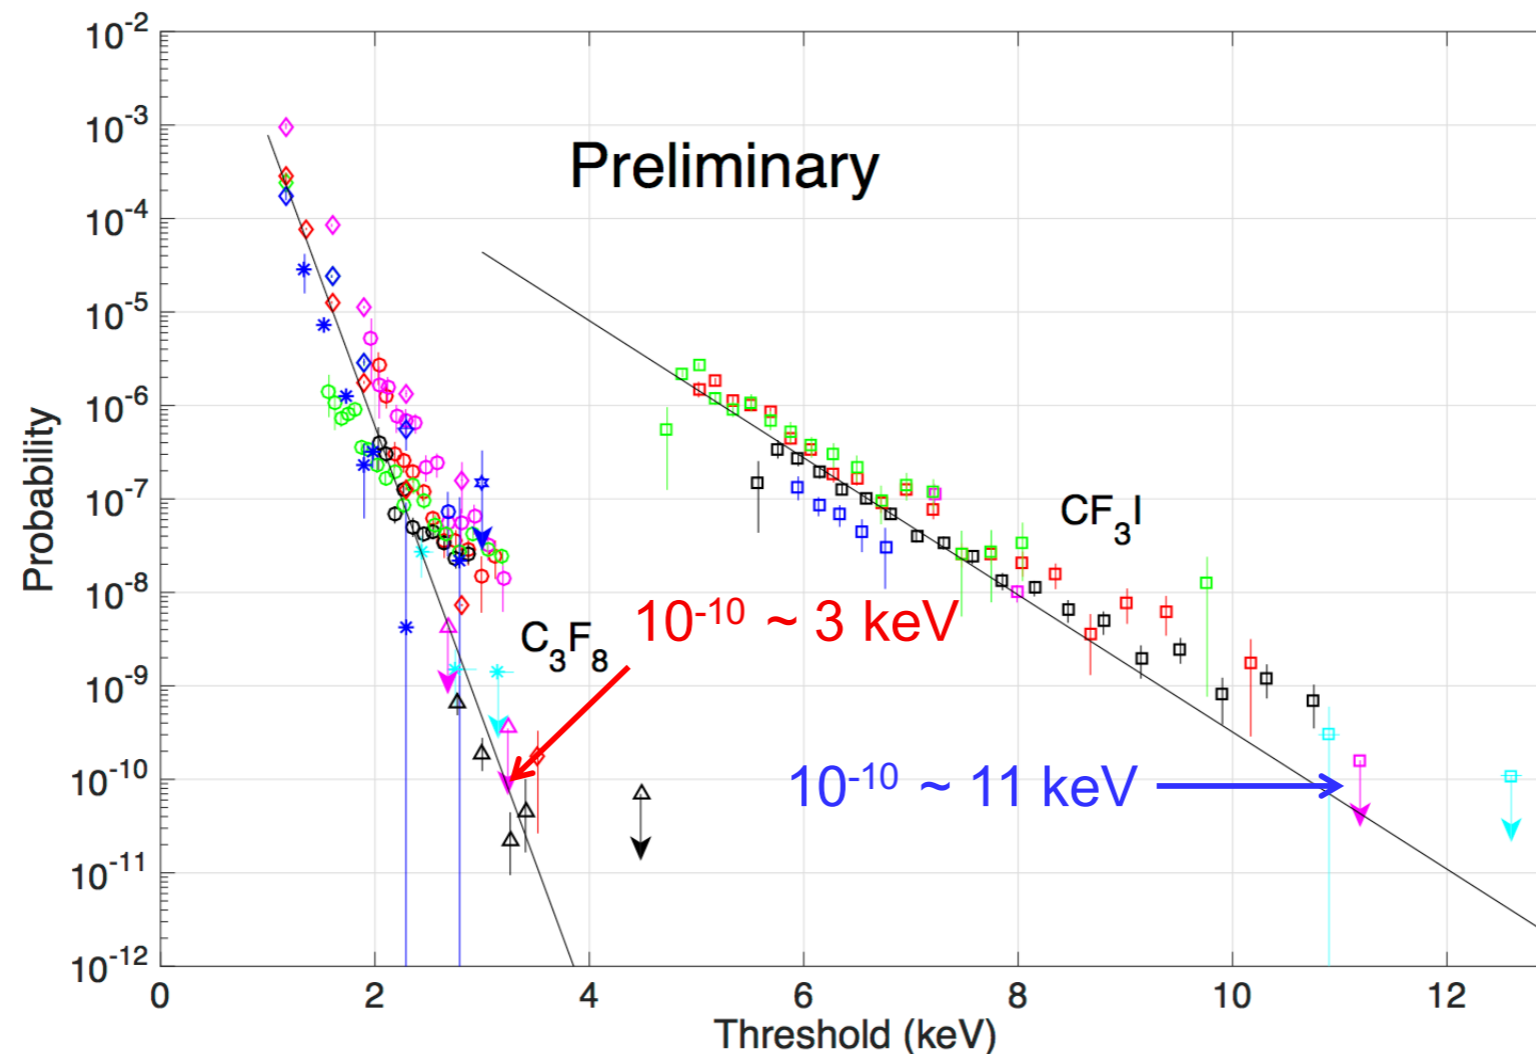 10⁻²
10⁻³
10⁻⁴
10⁻⁵
10⁻⁶
10⁻⁷
10⁻⁸
10⁻⁹
10⁻¹⁰
10⁻¹¹
10⁻¹²
Probability
Preliminary
CF₃I
C₃F₈
10⁻¹⁰ ~ 3 keV
10⁻¹⁰ ~ 11 keV
0 2 4 6 8 10 12
Threshold (keV)